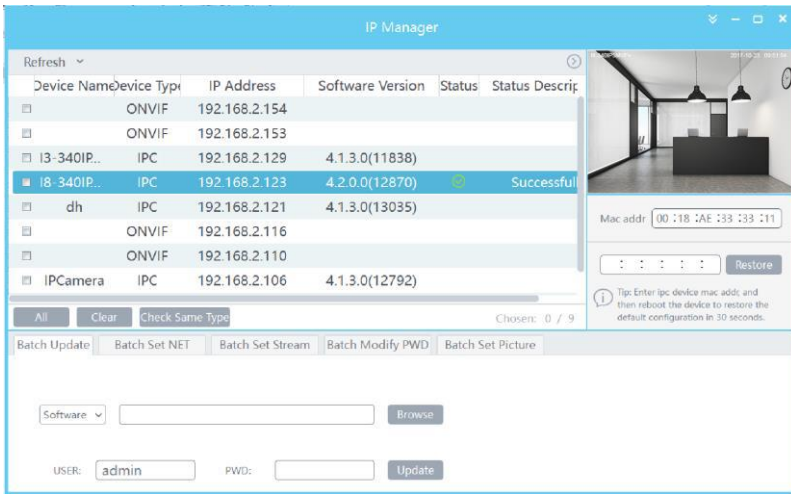 IP Manager
Refresh
Device Name Device Type IP Address Software Version Status Status Descrip
ONVIF 192.168.2.154
ONVIF 192.168.2.153
I3-340IP... IPC 192.168.2.129 4.1.3.0(11838)
I8-340IP... IPC 192.168.2.123 4.2.0.0(12870) Successful
dh IPC 192.168.2.121 4.1.3.0(13035)
ONVIF 192.168.2.116
ONVIF 192.168.2.110
IPCamera IPC 192.168.2.106 4.1.3.0(12792)
All Clear Check Same Type Chosen: 0 / 9
Mac addr 00 :18 :AE :33 :33 :11
: : : : : Restore
Tip: Enter ipc device mac addr, and
then reboot the device to restore the
default configuration in 30 seconds.
Batch Update Batch Set NET Batch Set Stream Batch Modify PWD Batch Set Picture
Software Browse
USER: admin PWD: Update